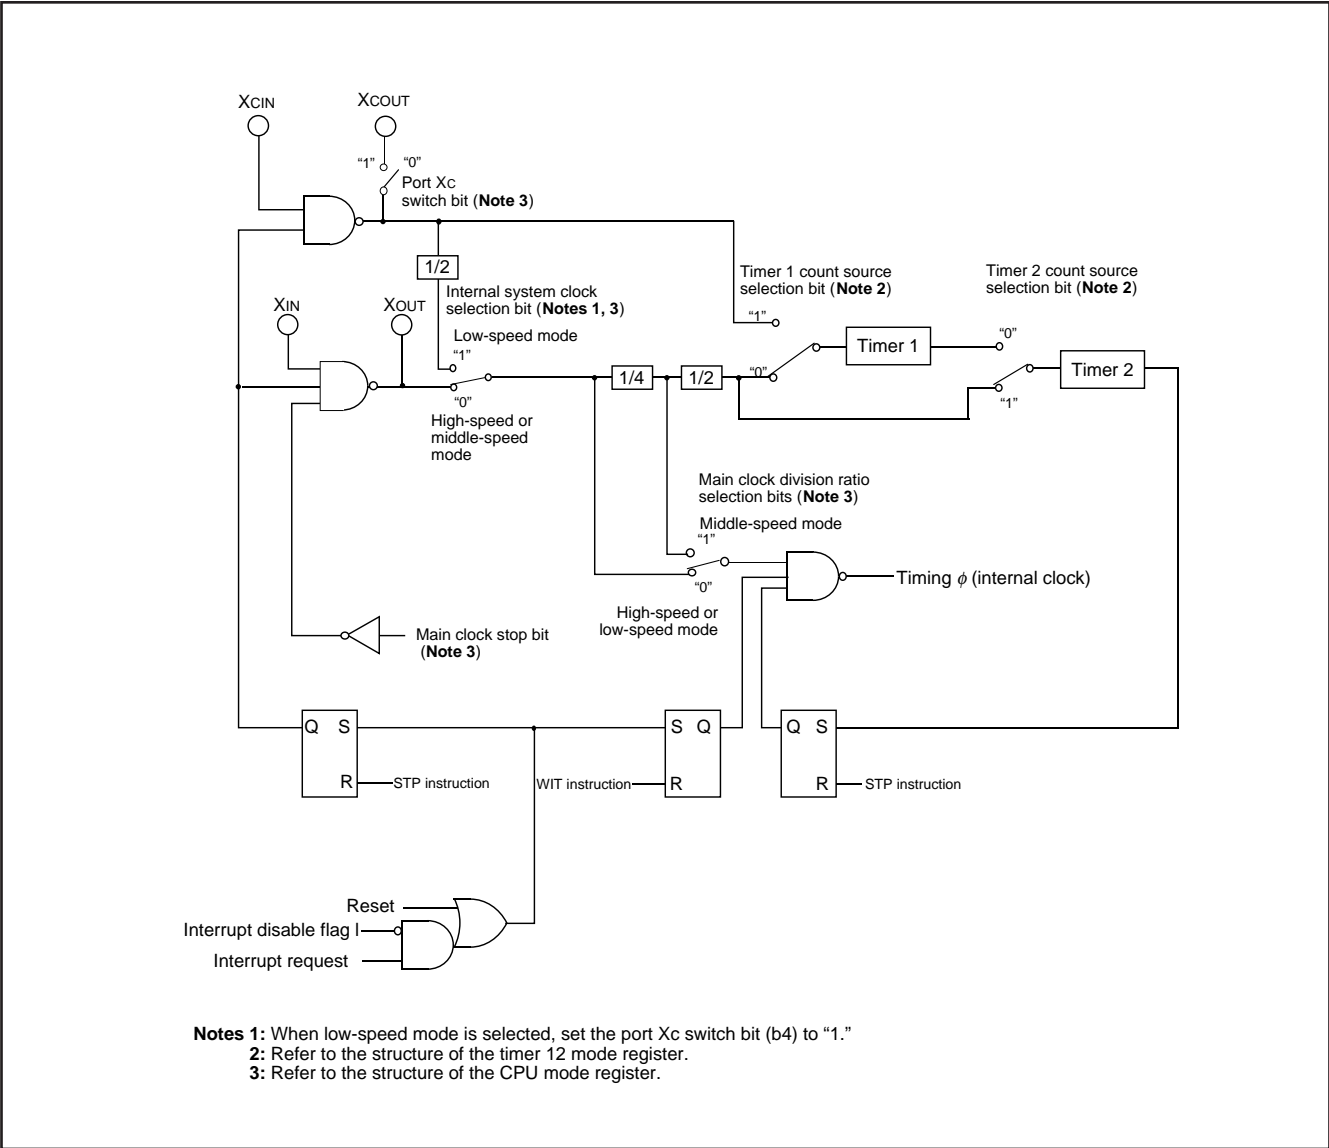 XCIN
XCOUT
“1”
“0”
Port XC
switch bit (Note 3)
1/2
Timer 1 count source
selection bit (Note 2)
Timer 2 count source
selection bit (Note 2)
XIN
XOUT
Internal system clock
selection bit (Notes 1, 3)
Low-speed mode
“1”
“0”
High-speed or
middle-speed
mode
1/4
1/2
“1”
“0”
Timer 1
“0”
“1”
Timer 2
Main clock division ratio
selection bits (Note 3)
Middle-speed mode
“1”
“0”
High-speed or
low-speed mode
Timing ϕ (internal clock)
Main clock stop bit
(Note 3)
Q S
R
STP instruction
WIT instruction
S Q
R
Q S
R
STP instruction
Reset
Interrupt disable flag I
Interrupt request
Notes 1: When low-speed mode is selected, set the port Xc switch bit (b4) to “1.”
2: Refer to the structure of the timer 12 mode register.
3: Refer to the structure of the CPU mode register.